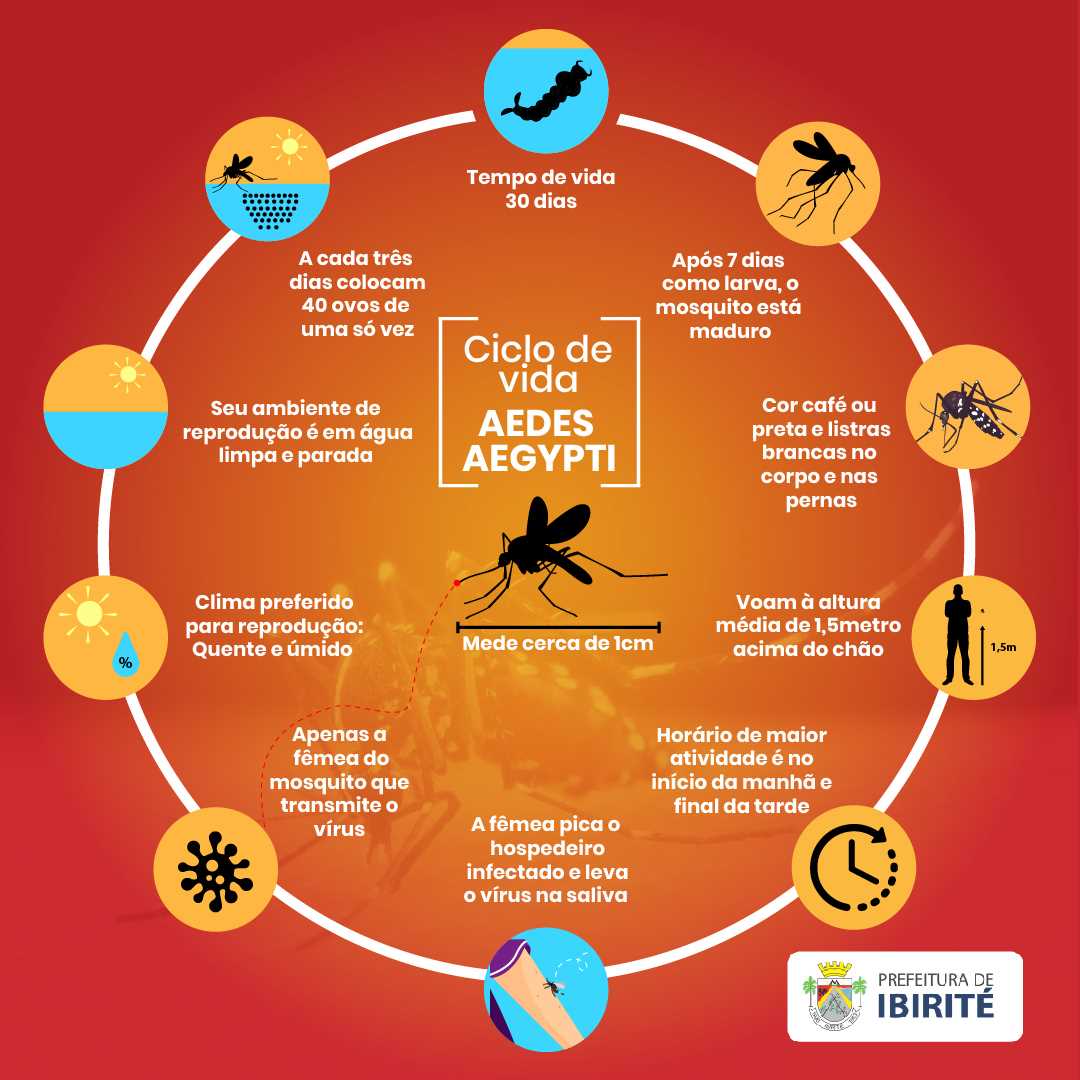 Tempo de vida
30 dias
Após 7 dias
como larva, o
mosquito está
maduro
Cor café ou
preta e listras
brancas no
corpo e nas
pernas
Voam à altura
média de 1,5metro
acima do chão
1,5m
Horário de maior
atividade é no
início da manhã e
final da tarde
A fêmea pica o
hospedeiro
infectado e leva
o vírus na saliva
Apenas a
fêmea do
mosquito que
transmite o
vírus
Clima preferido
para reprodução:
Quente e úmido
%
Seu ambiente de
reprodução é em água
limpa e parada
A cada três
dias colocam
40 ovos de
uma só vez
Ciclo de
vida
AEDES
AEGYPTI
Mede cerca de 1cm
PREFEITURA DE
IBIRITÉ
IBIRITÉ